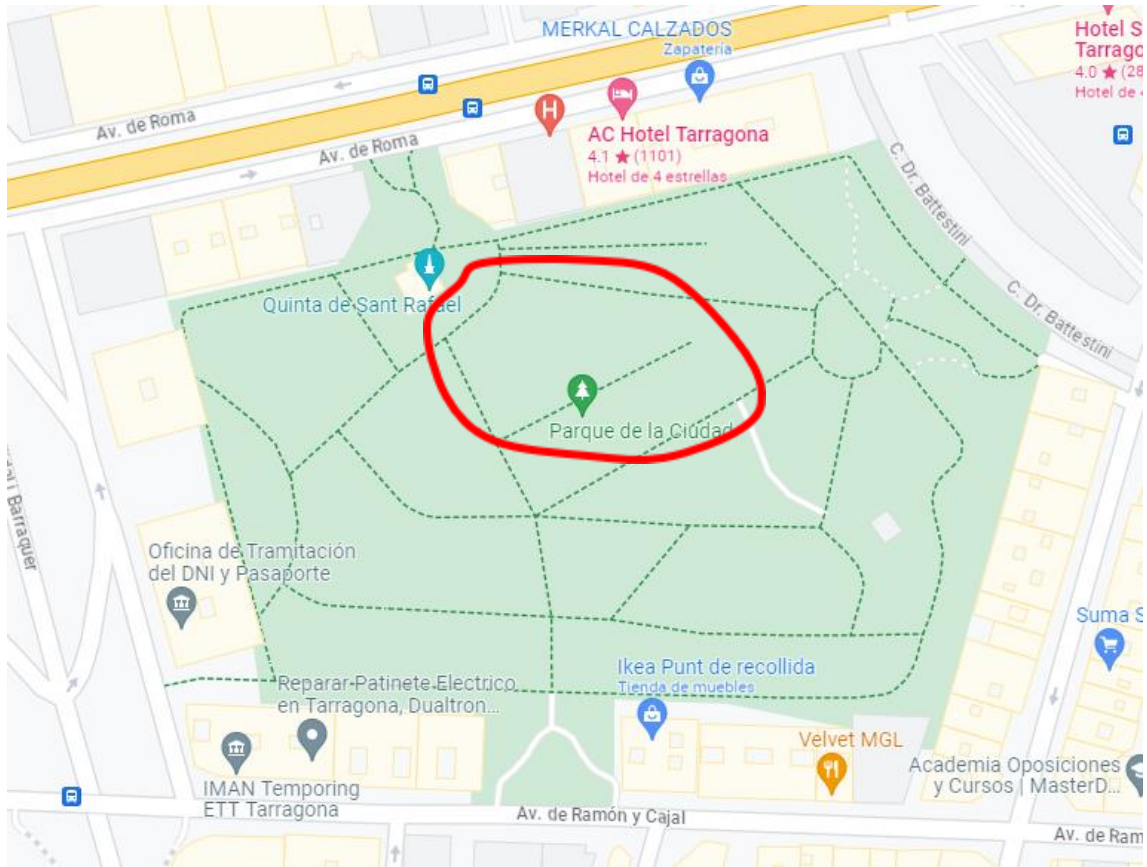 MERKAL CALZADOS
Zapatería
Hotel S
Tarrago
4.0 ★ (28
Hotel de 4
Av. de Roma
Av. de Roma
H
AC Hotel Tarragona
4.1 ★ (1101)
Hotel de 4 estrellas
C. Dr. Battestini
C. Dr. Battestini
Quinta de Sant Rafael
Parque de la Ciudad
al i Barraquer
Oficina de Tramitación
del DNI y Pasaporte
Suma S
Ikea Punt de recollida
Tienda de muebles
Reparar Patinete Electrico
en Tarragona, Dualtron...
Velvet MGL
IMAN Temporing
ETT Tarragona
Academia Oposiciones
y Cursos | MasterD...
Av. de Ramón y Cajal
Av. de Ram